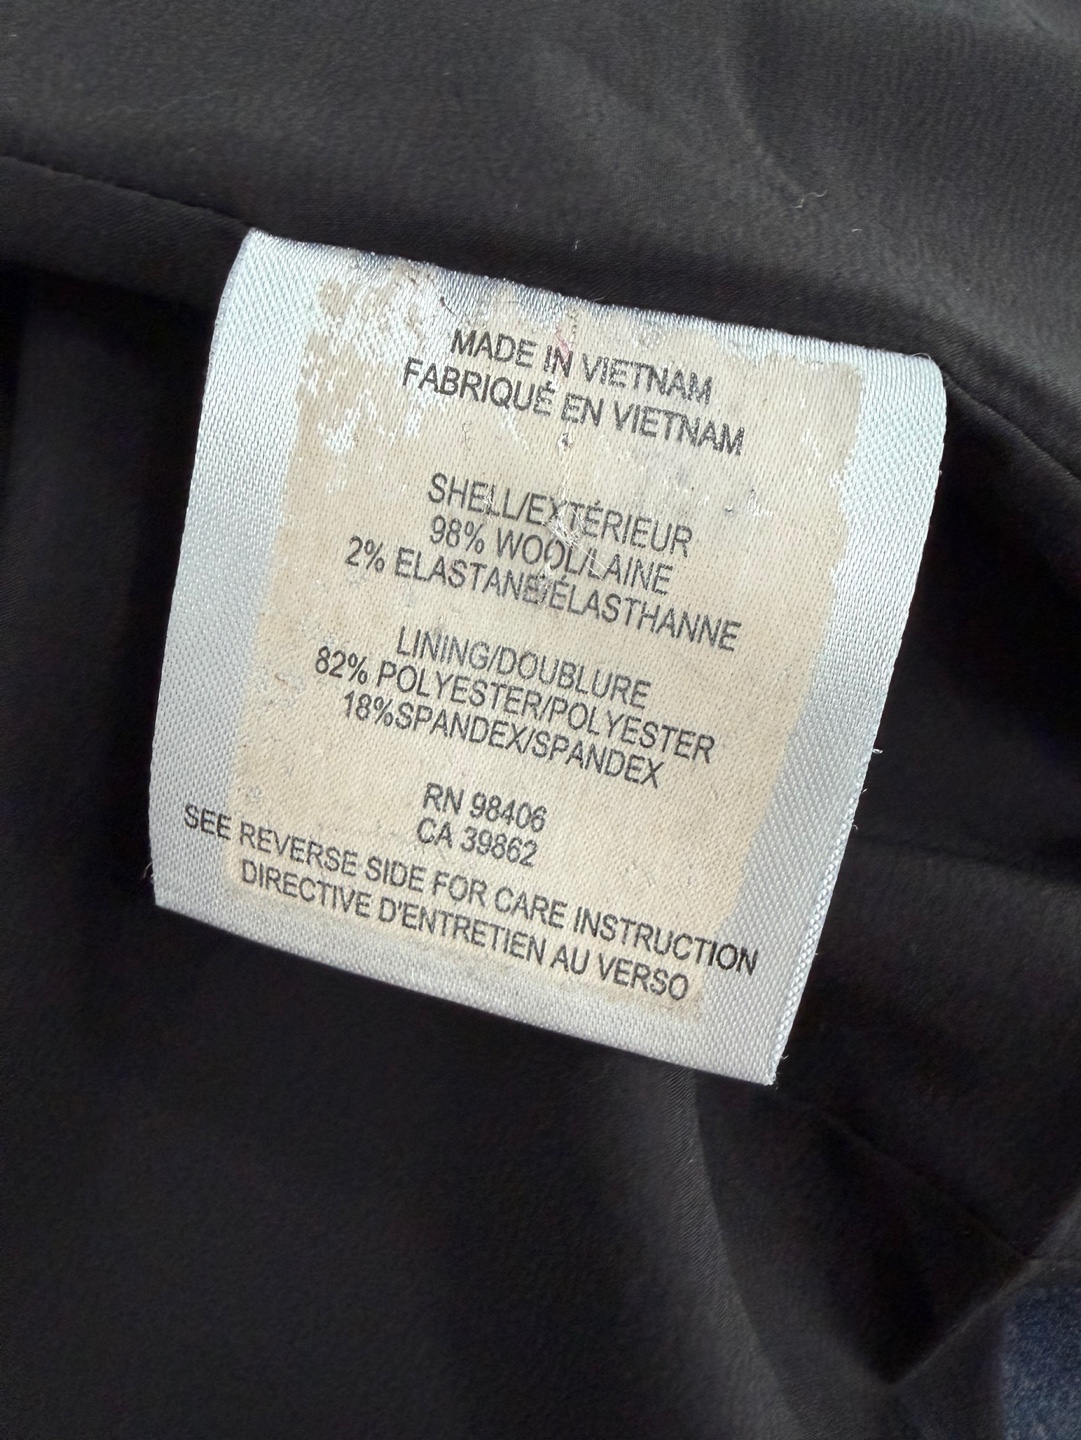 MADE IN VIETNAM
FABRIQUÉ EN VIETNAM
SHELL/EXTÉRIEUR
98% WOOL/LAINE
2% ELASTANE/ÉLASTHANNE
LINING/DOUBLURE
82% POLYESTER/POLYESTER
18%SPANDEX/SPANDEX
RN 98406
CA 39862
SEE REVERSE SIDE FOR CARE INSTRUCTION
DIRECTIVE D'ENTRETIEN AU VERSO